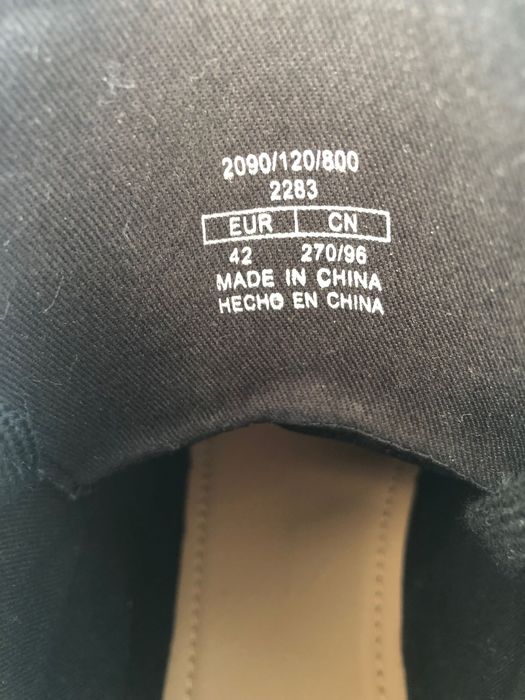 2090/120/800
2283
EUR CN
42 270/96
MADE IN CHINA
HECHO EN CHINA